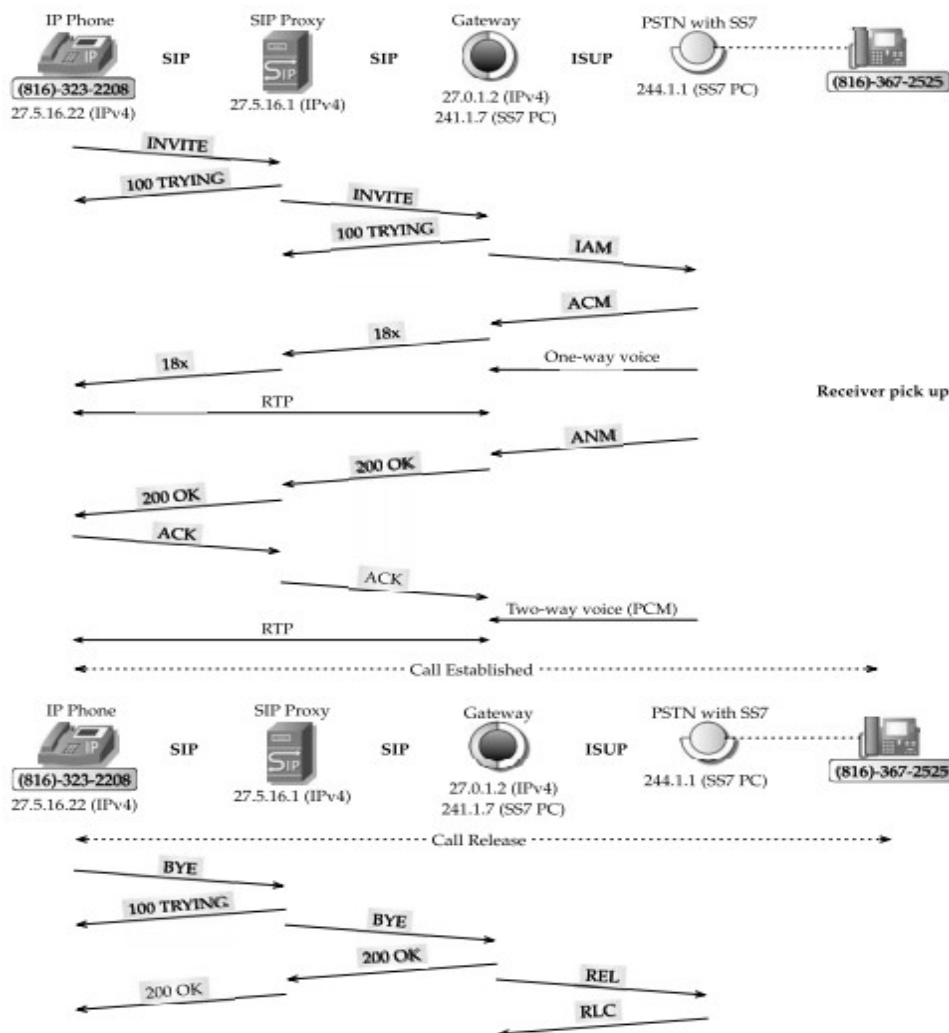 IP Phone SIP Proxy Gateway PSTN with SS7
IP SIP SIP SIP ISUP
(816)-323-2208 (816)-367-2525
27.5.16.22 (IPv4) 27.5.16.1 (IPv4) 27.0.1.2 (IPv4) 244.1.1 (SS7 PC)
241.1.7 (SS7 PC)
INVITE
100 TRYING
INVITE
100 TRYING
IAM
ACM
18x
18x
One-way voice
Receiver pick up
RTP
ANM
200 OK
200 OK
ACK
ACK
Two-way voice (PCM)
RTP
Call Established
IP Phone SIP Proxy Gateway PSTN with SS7
IP SIP SIP SIP ISUP
(816)-323-2208 (816)-367-2525
27.5.16.22 (IPv4) 27.5.16.1 (IPv4) 27.0.1.2 (IPv4) 244.1.1 (SS7 PC)
241.1.7 (SS7 PC)
Call Release
BYE
100 TRYING
BYE
200 OK
REL
200 OK
RLC